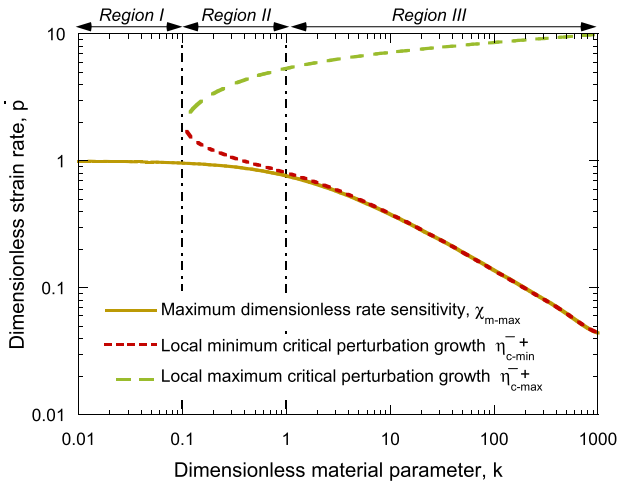 Region I Region II Region III
10
1
0.1
0.01
Dimensionless strain rate, ṗ
Maximum dimensionless rate sensitivity, χm-max
Local minimum critical perturbation growth η̅+c-min
Local maximum critical perturbation growth η̅+c-max
0.01 0.1 1 10 100 1000
Dimensionless material parameter, k